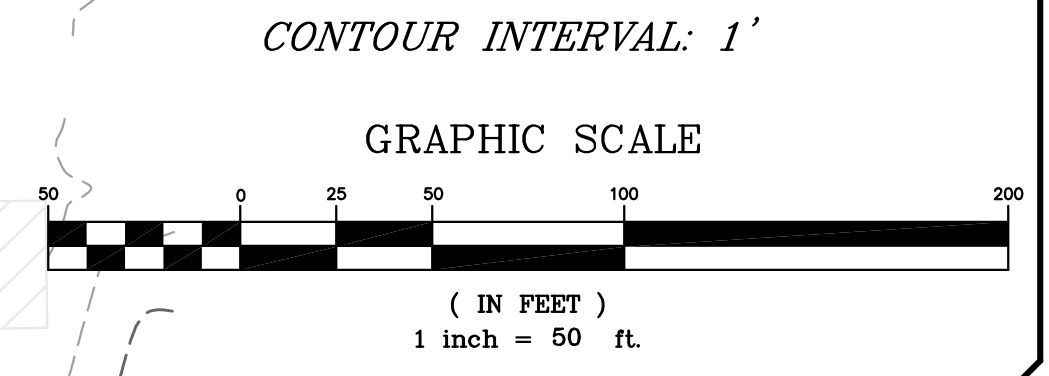 CONTOUR INTERVAL: 1'
GRAPHIC SCALE
50 0 25 50 100 200
( IN FEET )
1 inch = 50 ft.